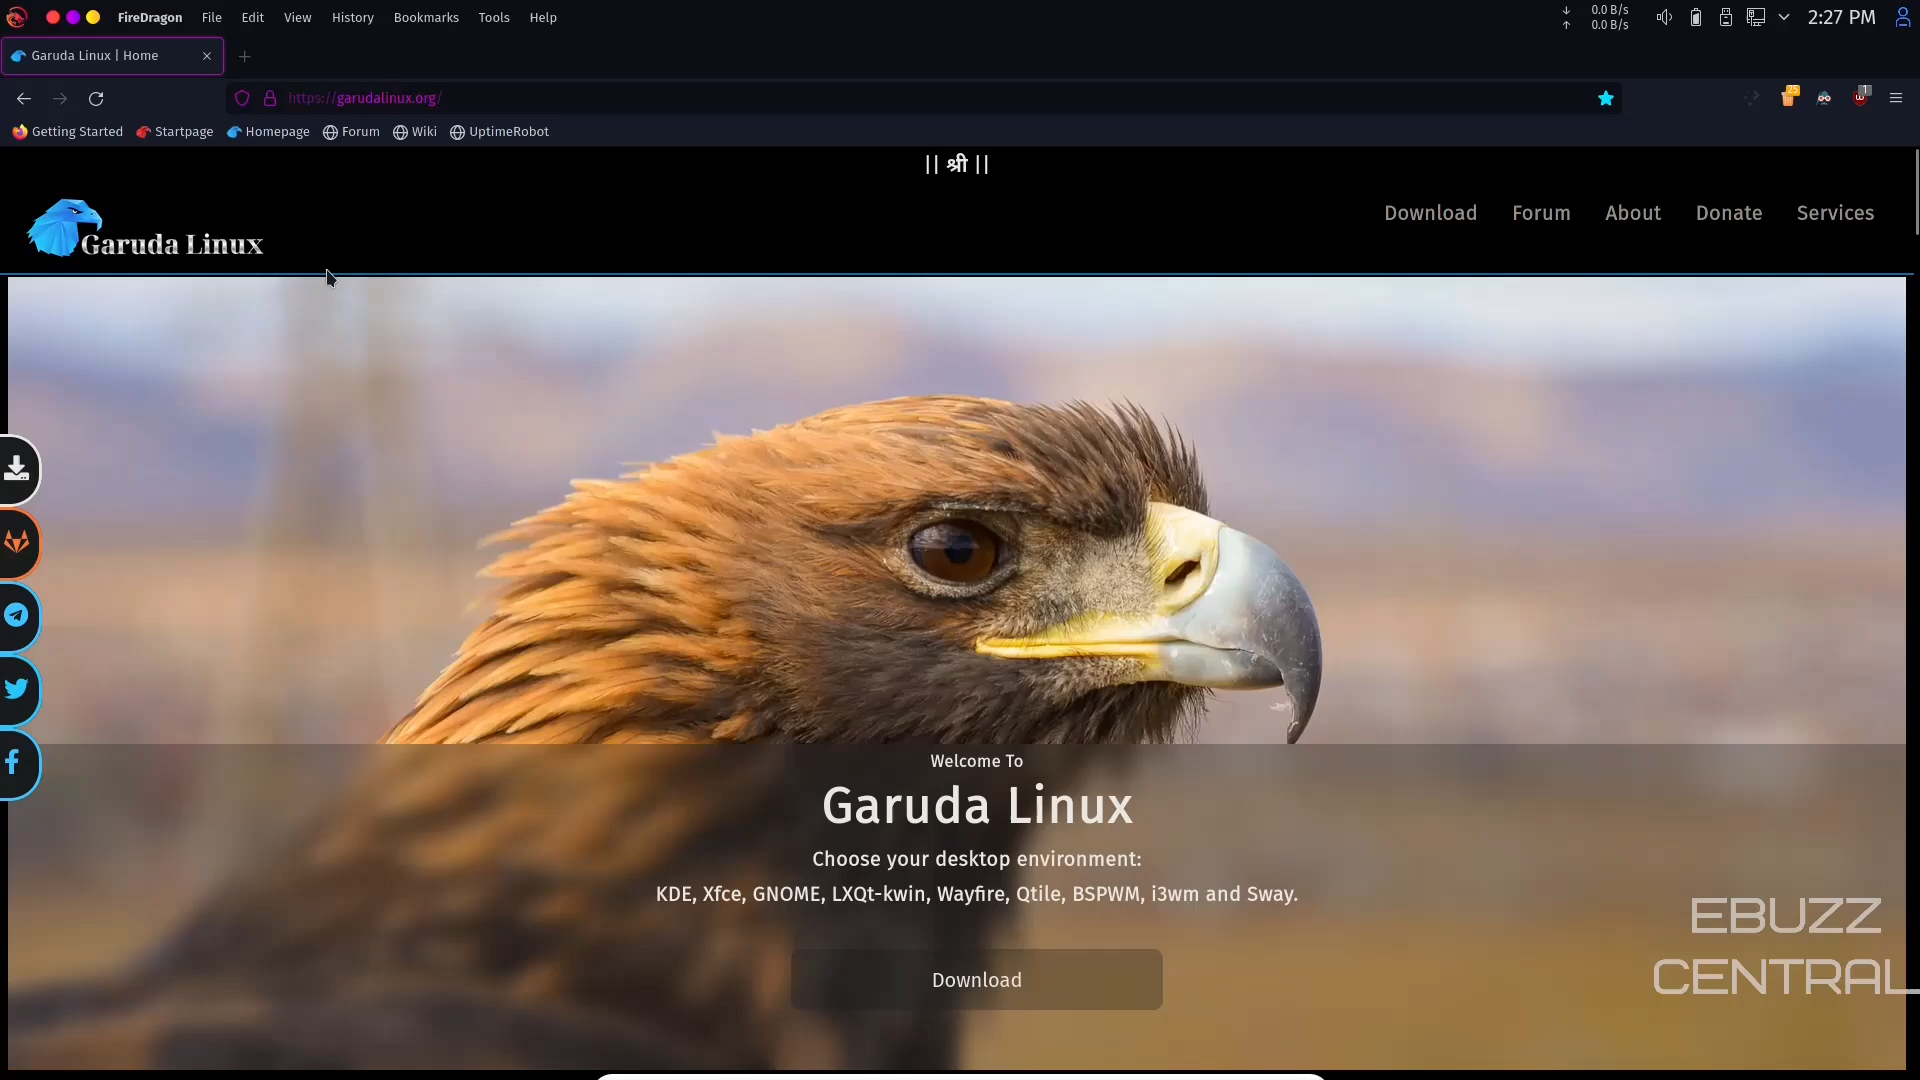 FireDragon File Edit View History Bookmarks Tools Help
0.0 B/s
0.0 B/s
2:27 PM
Garuda Linux | Home
https://garudalinux.org/
25
1
Getting Started Startpage Homepage Forum Wiki UptimeRobot
|| श्री ||
Garuda Linux
Download Forum About Donate Services
Welcome To
Garuda Linux
Choose your desktop environment:
KDE, Xfce, GNOME, LXQt-kwin, Wayfire, Qtile, BSPWM, i3wm and Sway.
Download
EBUZZ
CENTRAL